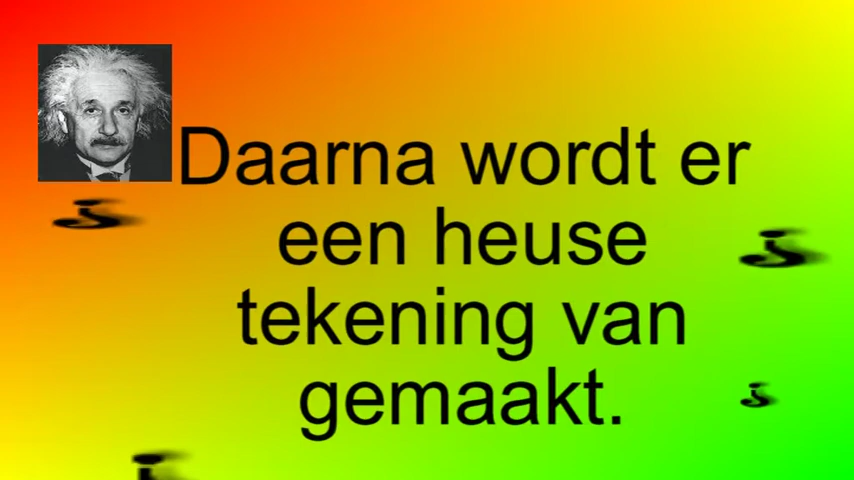 Daarna wordt er
een heuse
tekening van
gemaakt.